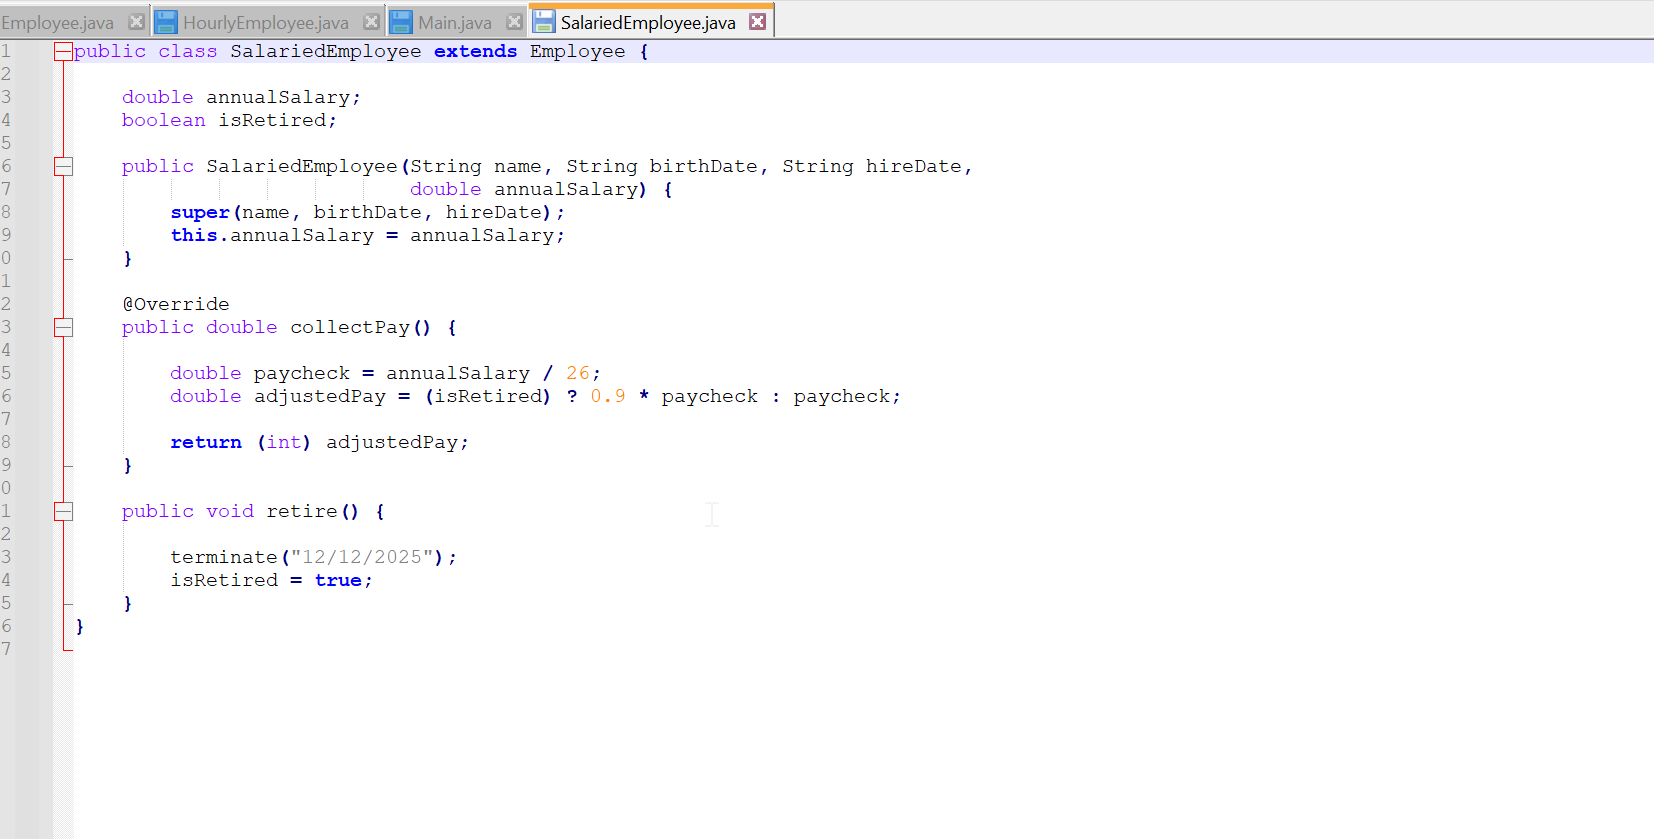 Employee.java HourlyEmployee.java Main.java SalariedEmployee.java
1 public class SalariedEmployee extends Employee {
2
3 double annualSalary;
4 boolean isRetired;
5
6 public SalariedEmployee(String name, String birthDate, String hireDate,
7 double annualSalary) {
8 super(name, birthDate, hireDate);
9 this.annualSalary = annualSalary;
0 }
1
2 @Override
3 public double collectPay() {
4
5 double paycheck = annualSalary / 26;
6 double adjustedPay = (isRetired) ? 0.9 * paycheck : paycheck;
7
8 return (int) adjustedPay;
9 }
0
1 public void retire() {
2
3 terminate("12/12/2025");
4 isRetired = true;
5 }
6 }
7